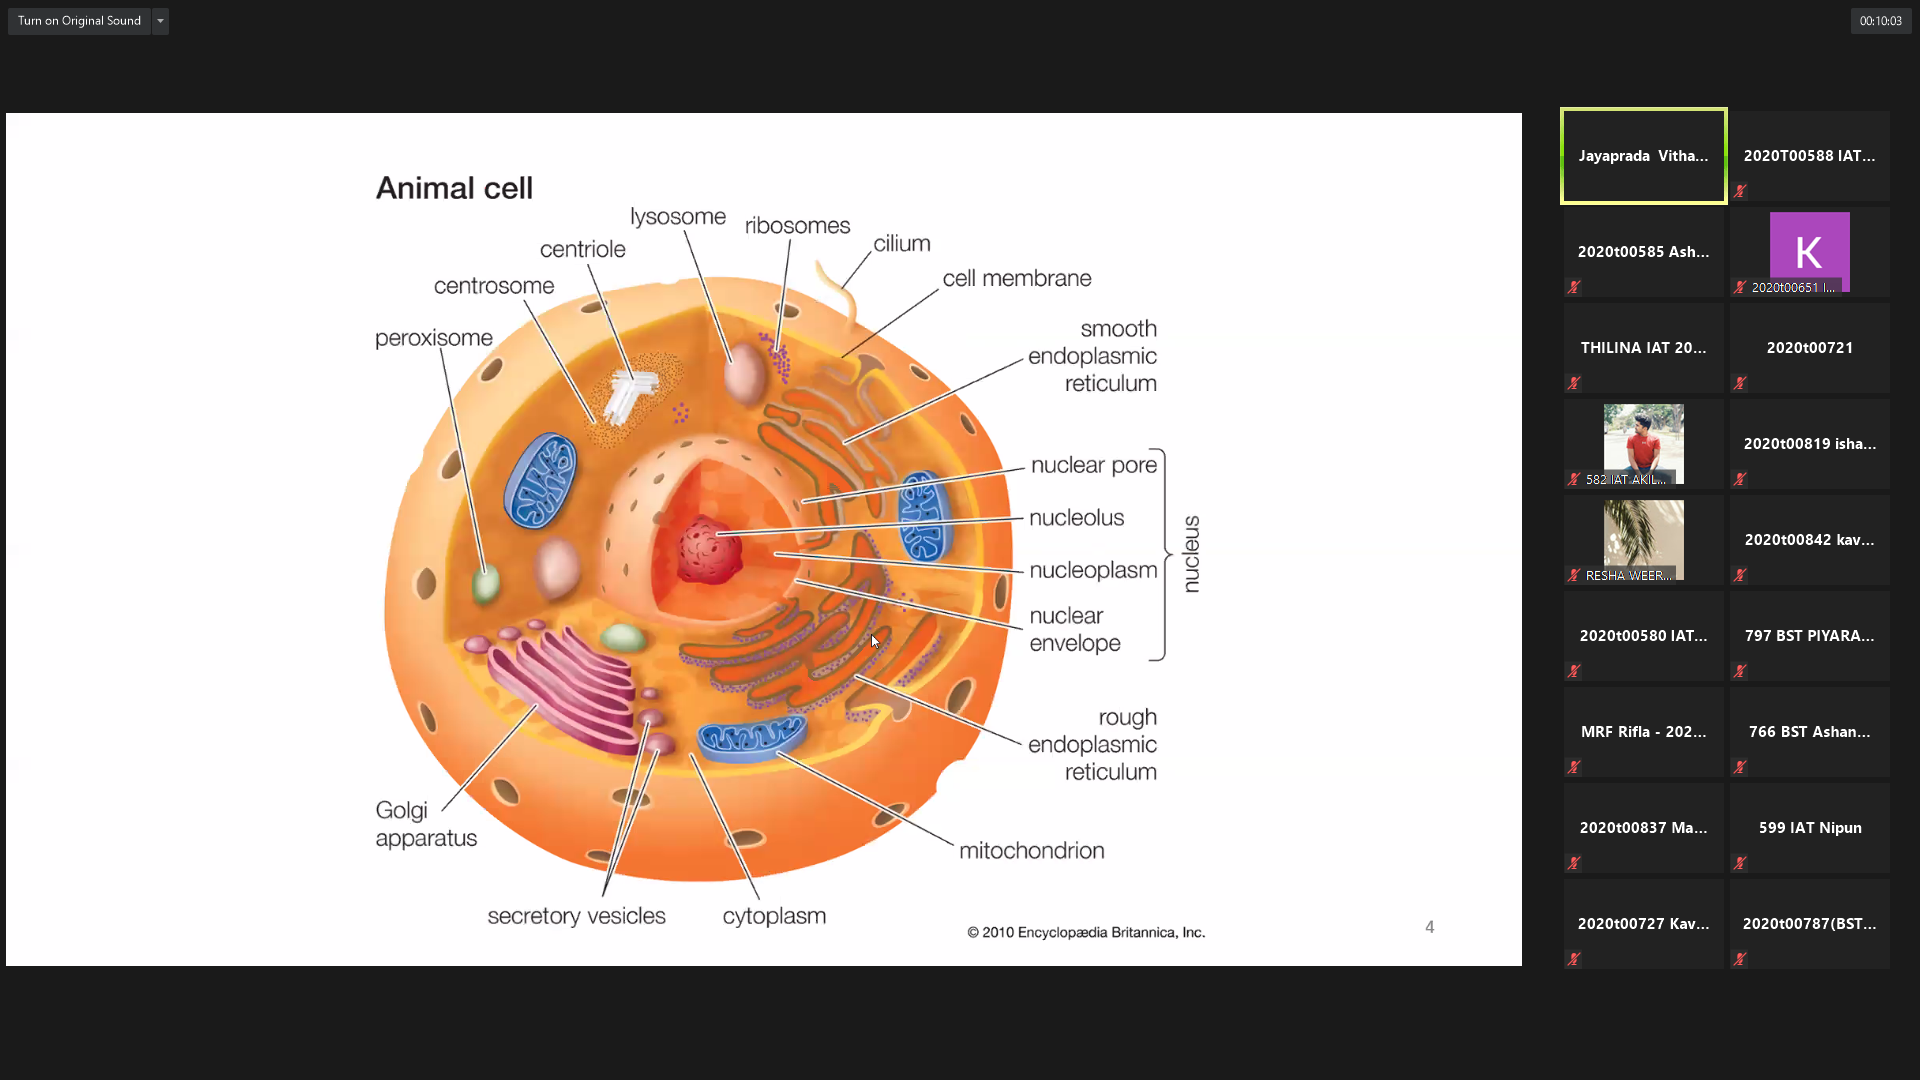 Turn on Original Sound
00:10:03
Animal cell
lysosome
ribosomes
centriole
cilium
centrosome
cell membrane
peroxisome
smooth
endoplasmic
reticulum
nuclear pore
nucleolus
nucleoplasm
nuclear
envelope
nucleus
rough
endoplasmic
reticulum
Golgi
apparatus
mitochondrion
secretory vesicles
cytoplasm
© 2010 Encyclopædia Britannica, Inc.
4
Jayaprada Vitha...
2020T00588 IAT...
2020t00585 Ash...
K
2020t00651 I...
THILINA IAT 20...
2020t00721
582 IAT AKIL...
2020t00819 isha...
RESHA WEER...
2020t00842 kav...
2020t00580 IAT...
797 BST PIYARA...
MRF Rifla - 202...
766 BST Ashan...
2020t00837 Ma...
599 IAT Nipun
2020t00727 Kav...
2020t00787(BST...